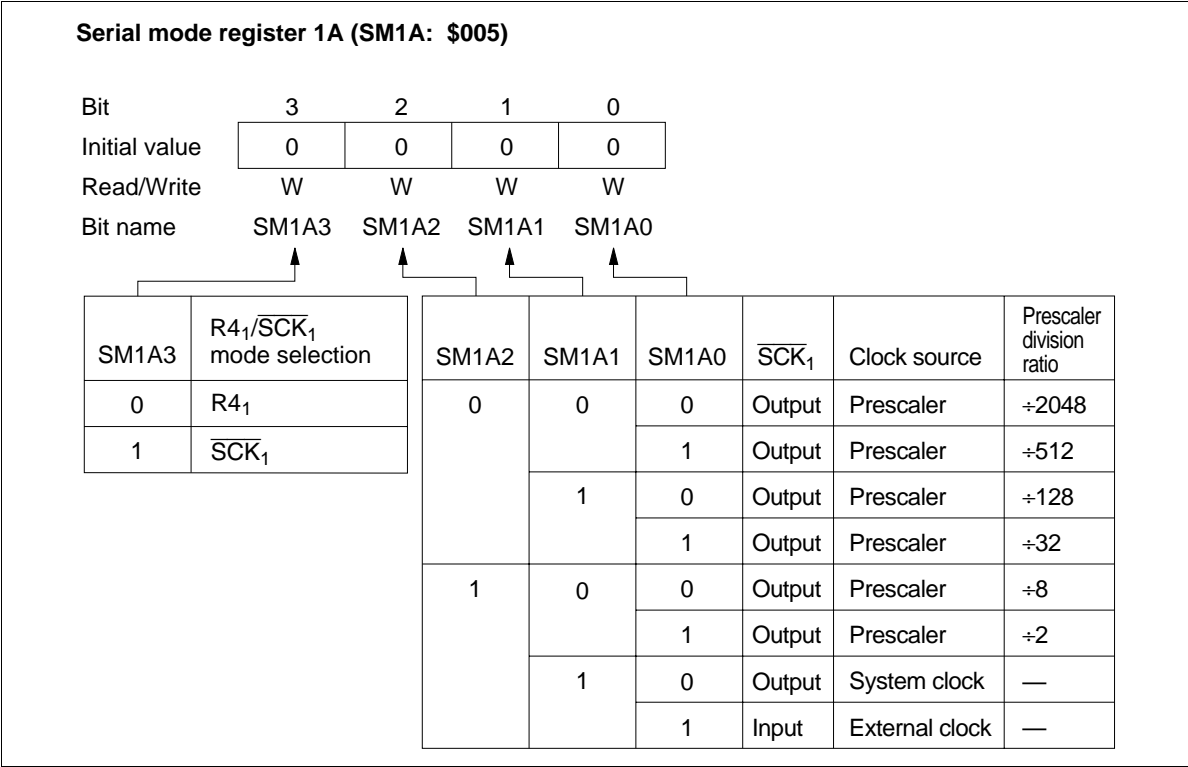 Serial mode register 1A (SM1A: $005)
Bit 3 2 1 0
Initial value 0 0 0 0
Read/Write W W W W
Bit name SM1A3 SM1A2 SM1A1 SM1A0
SM1A3 R4₁/S̅C̅K̅₁ mode selection
0 R4₁
1 S̅C̅K̅₁
SM1A2 SM1A1 SM1A0 S̅C̅K̅₁ Clock source Prescaler division ratio
0 0 0 Output Prescaler ÷2048
1 Output Prescaler ÷512
1 0 Output Prescaler ÷128
1 Output Prescaler ÷32
1 0 0 Output Prescaler ÷8
1 Output Prescaler ÷2
1 0 Output System clock —
1 Input External clock —